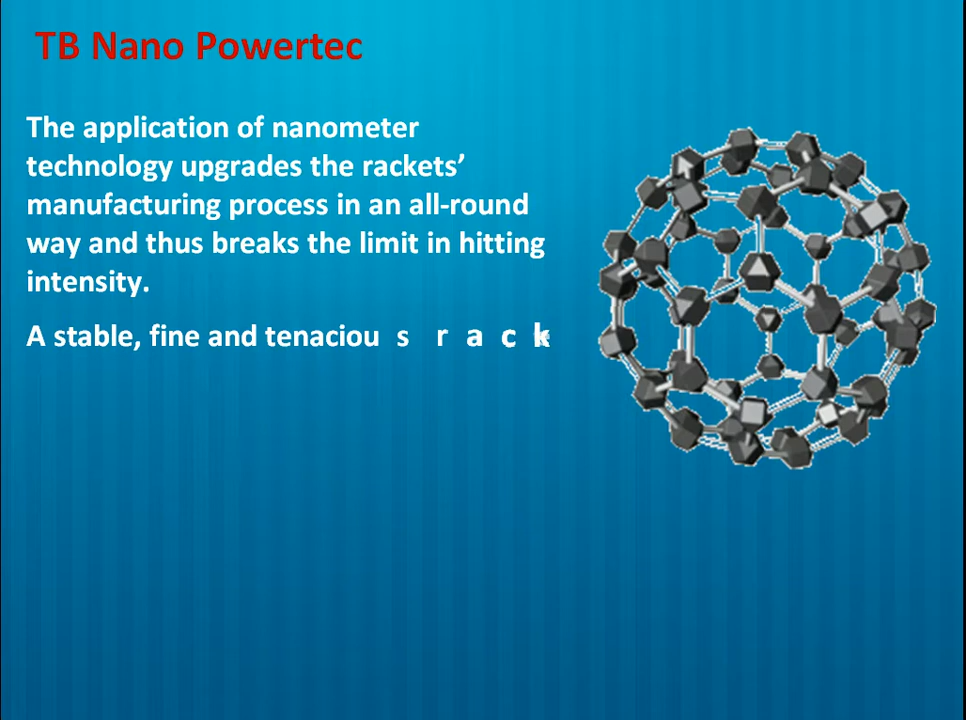 TB Nano Powertec
The application of nanometer
technology upgrades the rackets’
manufacturing process in an all-round
way and thus breaks the limit in hitting
intensity.
A stable, fine and tenaciou s r a c k